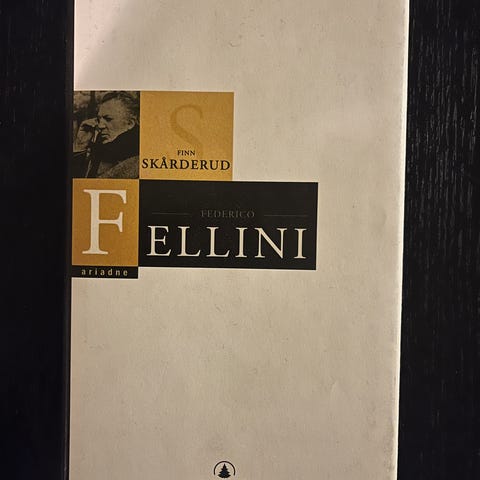 S
FINN
SKÅRDERUD
FEDERICO
FELLINI
ariadne